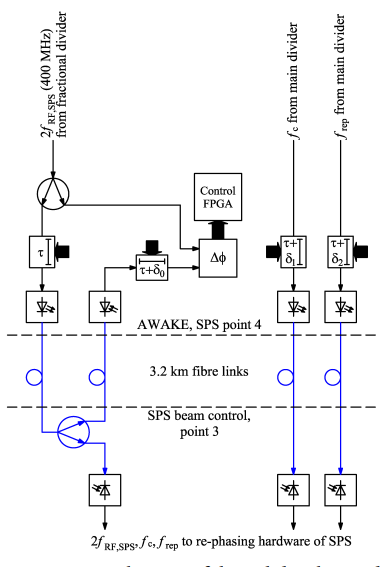 2f_RF,SPS (400 MHz)
from fractional divider
f_c from main divider
f_rep from main divider
Control
FPGA
τ
τ+δ_0
Δϕ
τ+
δ_1
τ+
δ_2
AWAKE, SPS point 4
3.2 km fibre links
SPS beam control,
point 3
2f_RF,SPS, f_c, f_rep to re-phasing hardware of SPS